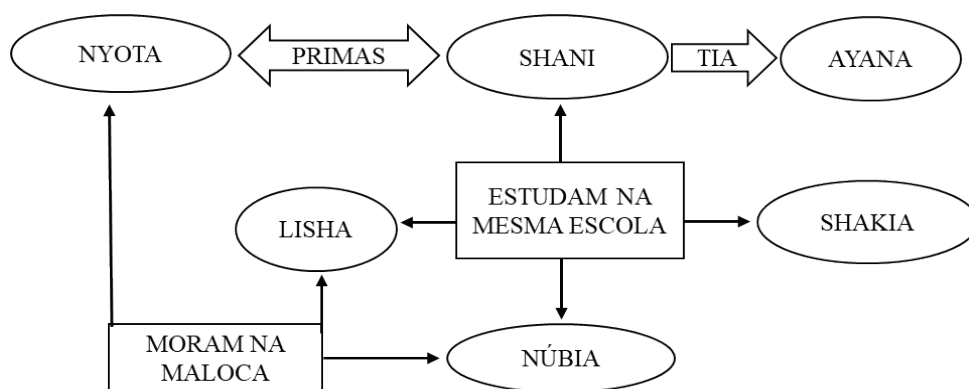 NYOTA
PRIMAS
SHANI
TIA
AYANA
LISHA
ESTUDAM NA
MESMA ESCOLA
SHAKIA
MORAM NA
MALOCA
NÚBIA